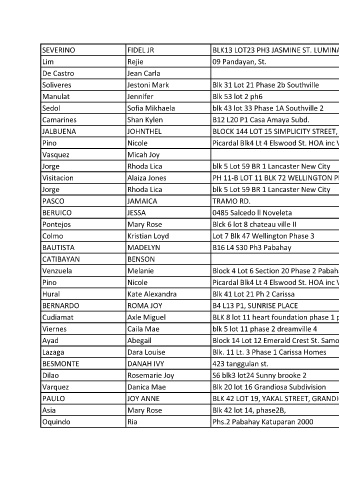 SEVERINO FIDEL JR BLK13 LOT23 PH3 JASMINE ST. LUMINA
Lim Rejie 09 Pandayan, St.
De Castro Jean Carla
Soliveres Jestoni Mark Blk 31 Lot 21 Phase 2b Southville
Manulat Jennifer Blk 53 lot 2 ph6
Sedol Sofia Mikhaela blk 43 lot 33 Phase 1A Southville 2
Camarines Shan Kylen B12 L20 P1 Casa Amaya Subd.
JALBUENA JOHNTHEL BLOCK 144 LOT 15 SIMPLICITY STREET,
Pino Nicole Picardal Blk4 Lt 4 Elswood St. HOA inc V
Vasquez Micah Joy
Jorge Rhoda Lica blk 5 Lot 59 BR 1 Lancaster New City
Visitacion Alaiza Jones PH 11-B LOT 11 BLK 72 WELLINGTON P
Jorge Rhoda Lica blk 5 Lot 59 BR 1 Lancaster New City
PASCO JAMAICA TRAMO RD.
BERUICO JESSA 0485 Salcedo II Noveleta
Pontejos Mary Rose Blck 6 lot 8 chateau ville II
Colmo Kristian Loyd Lot 7 Blk 47 Wellington Phase 3
BAUTISTA MADELYN B16 L4 S30 Ph3 Pabahay
CATIBAYAN BENSON
Venzuela Melanie Block 4 Lot 6 Section 20 Phase 2 Pabah
Pino Nicole Picardal Blk4 Lt 4 Elswood St. HOA inc V
Hural Kate Alexandra Blk 41 Lot 21 Ph 2 Carissa
BERNARDO ROMA JOY B4 L13 P1, SUNRISE PLACE
Cudiamat Axle Miguel BLK 8 lot 11 heart foundation phase 1 p
Viernes Caila Mae blk 5 lot 11 phase 2 dreamville 4
Ayad Abegail Block 14 Lot 12 Emerald Crest St. Samo
Lazaga Dara Louise Blk. 11 Lt. 3 Phase 1 Carissa Homes
BESMONTE DANAH IVY 423 tangguian st.
Dilao Rosemarie Joy S6 blk3 lot24 Sunny brooke 2
Varquez Danica Mae Blk 20 lot 16 Grandiosa Subdivision
PAULO JOY ANNE BLK 42 LOT 19, YAKAL STREET, GRANDI
Asia Mary Rose Blk 42 lot 14, phase2B,
Oquindo Ria Phs.2 Pabahay Katuparan 2000